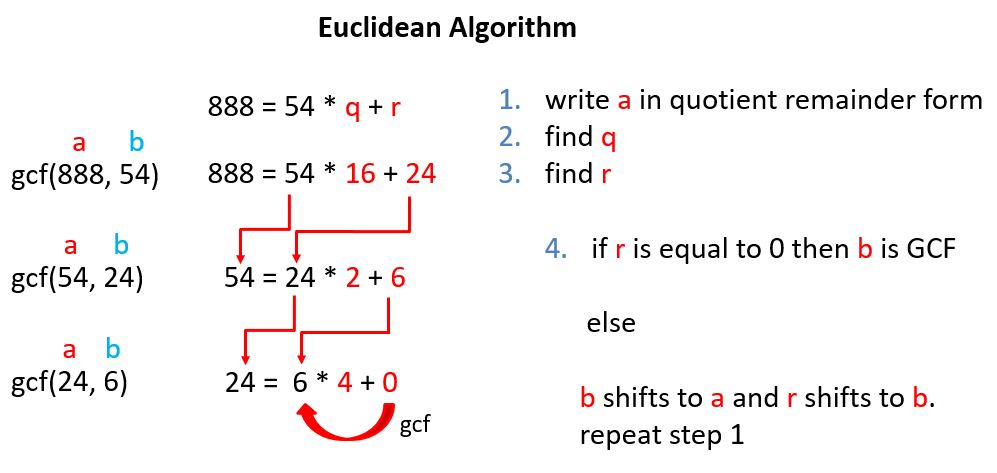 Euclidean Algorithm
888 = 54 * q + r
a b
gcf(888, 54) 888 = 54 * 16 + 24
a b
gcf(54, 24) 54 = 24 * 2 + 6
a b
gcf(24, 6) 24 = 6 * 4 + 0
gcf
1. write a in quotient remainder form
2. find q
3. find r
4. if r is equal to 0 then b is GCF
else
b shifts to a and r shifts to b.
repeat step 1